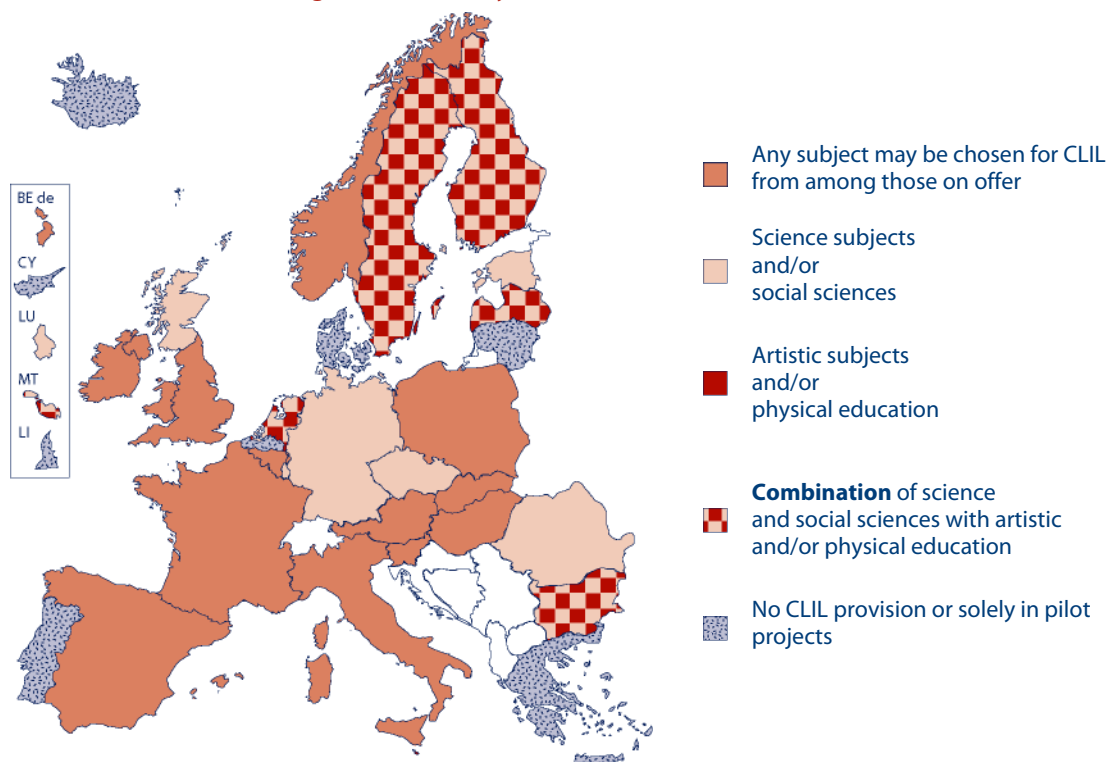 BE de
CY
LU
MT
LI
Any subject may be chosen for CLIL
from among those on offer
Science subjects
and/or
social sciences
Artistic subjects
and/or
physical education
Combination of science
and social sciences with artistic
and/or physical education
No CLIL provision or solely in pilot
projects